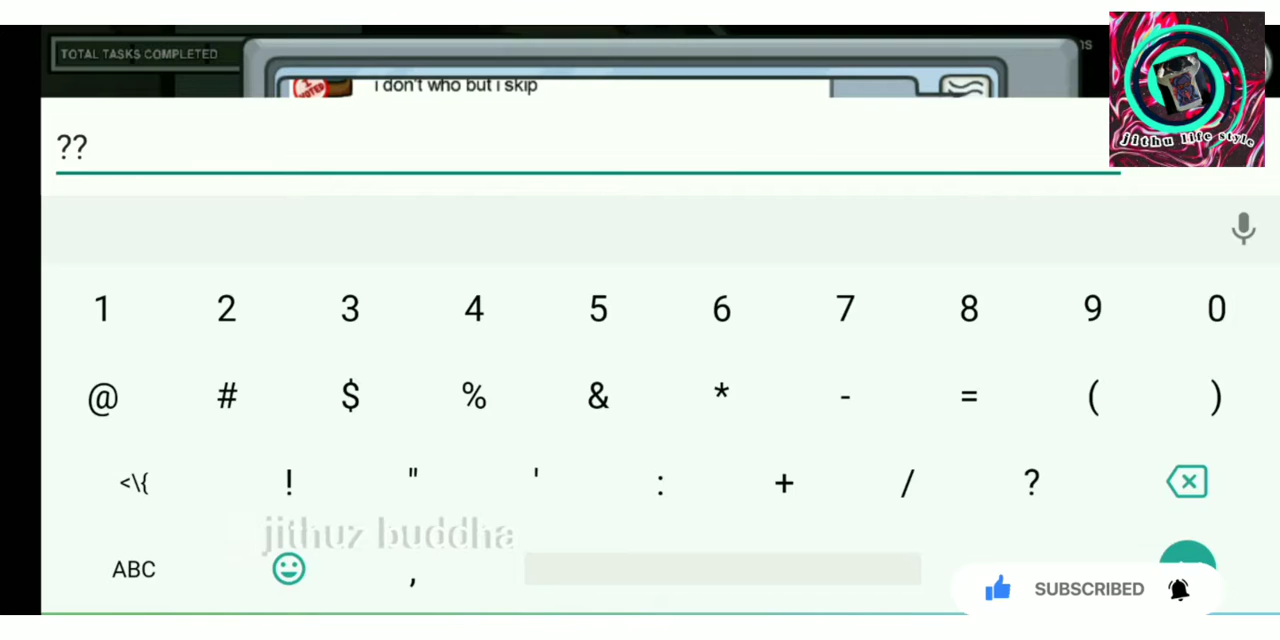 TOTAL TASKS COMPLETED
i don't who but i skip
??
jithu life style
1 2 3 4 5 6 7 8 9 0
@ # $ % & * - = ( )
<\{ ! " ' : + / ?
jithuz buddha
ABC ,
SUBSCRIBED